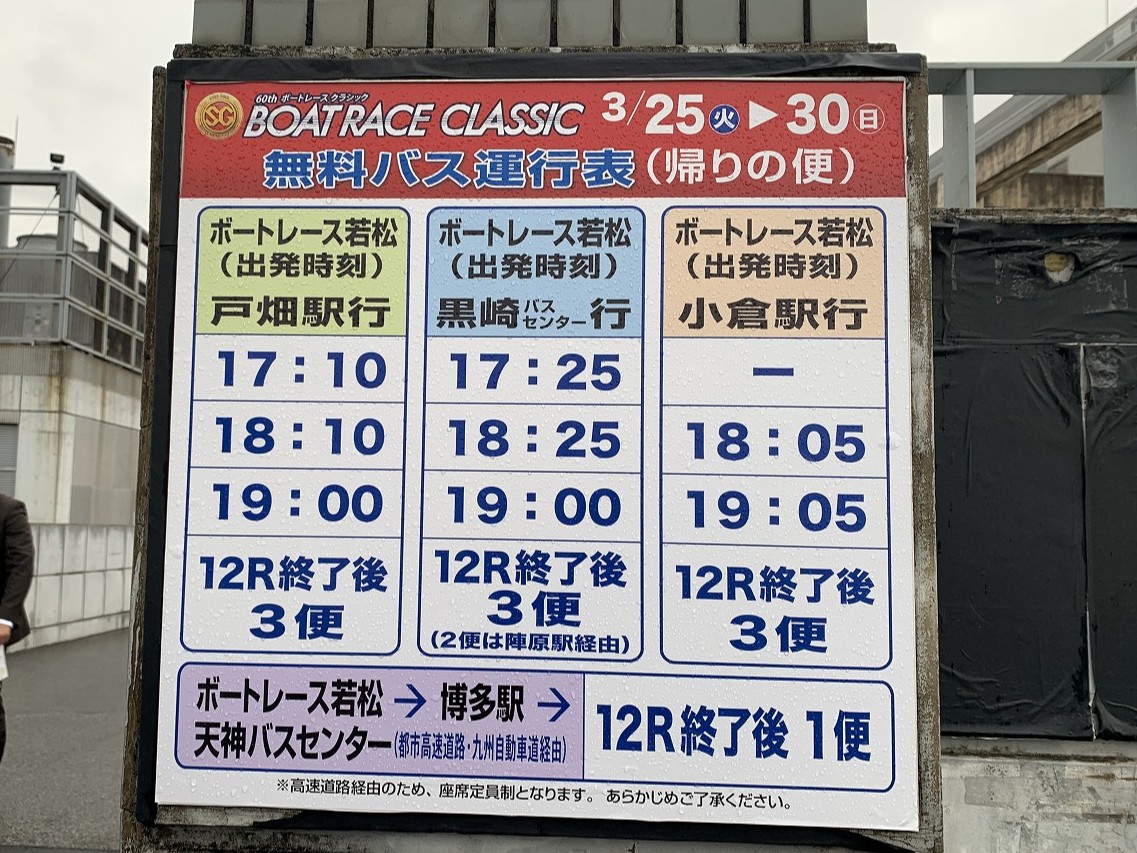 SG
60th ボートレースクラシック
BOAT RACE CLASSIC 3/25火▶30日
無料バス運行表(帰りの便)
ボートレース若松
(出発時刻)
戸畑駅行
17:10
18:10
19:00
12R終了後
3便
ボートレース若松
(出発時刻)
黒崎バスセンター行
17:25
18:25
19:00
12R終了後
3便
(2便は陣原駅経由)
ボートレース若松
(出発時刻)
小倉駅行
ー
18:05
19:05
12R終了後
3便
ボートレース若松→博多駅→
天神バスセンター(都市高速道路・九州自動車道経由)
12R終了後 1便
※高速道路経由のため、座席定員制となります。 あらかじめご了承ください。